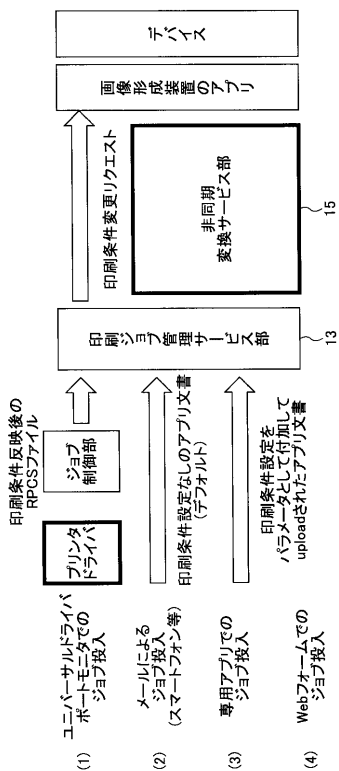 (1)
ユニバーサルドライバ
ポートモニタでの
ジョブ投入
プリンタ
ドライバ
ジョブ
制御部
印刷条件反映後の
RPCSファイル
(2)
メールによる
ジョブ投入
(スマートフォン等)
印刷条件設定なしのアプリ文書
(デフォルト)
(3)
専用アプリでの
ジョブ投入
印刷条件設定を
パラメータとして付加して
uploadされたアプリ文書
(4)
Webフォームでの
ジョブ投入
印刷ジョブ管理サービス部
13
印刷条件変更リクエスト
非同期
変換サービス部
15
画像形成装置のアプリ
デバイス